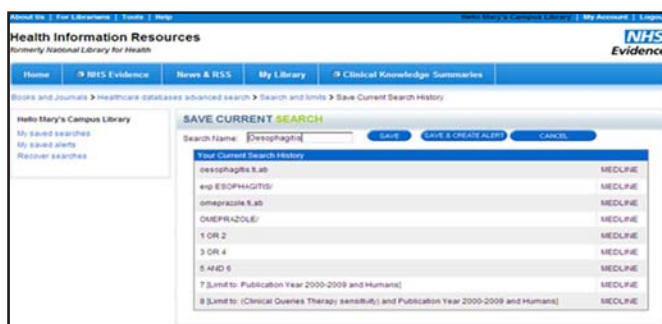 About Us | For Librarians | Tools | Help
Hello Mary's Campus Library | My Account | Logout
Health Information Resources
formerly National Library for Health
NHS
Evidence
Home
NHS Evidence
News & RSS
My Library
Clinical Knowledge Summaries
Books and Journals > Healthcare databases advanced search > Search and limits > Save Current Search History
Hello Mary's Campus Library
My saved searches
My saved alerts
Recover searches
SAVE CURRENT SEARCH
Search Name: Oesophagitis SAVE SAVE & CREATE ALERT CANCEL
Your Current Search History
oesophagitis.ti,ab MEDLINE
exp ESOPHAGITIS/ MEDLINE
omeprazole.ti,ab MEDLINE
OMEPRAZOLE/ MEDLINE
1 OR 2 MEDLINE
3 OR 4 MEDLINE
5 AND 6 MEDLINE
7 [Limit to: Publication Year 2000-2009 and Humans] MEDLINE
8 [Limit to: (Clinical Queries Therapy sensitivity) and Publication Year 2000-2009 and Humans] MEDLINE